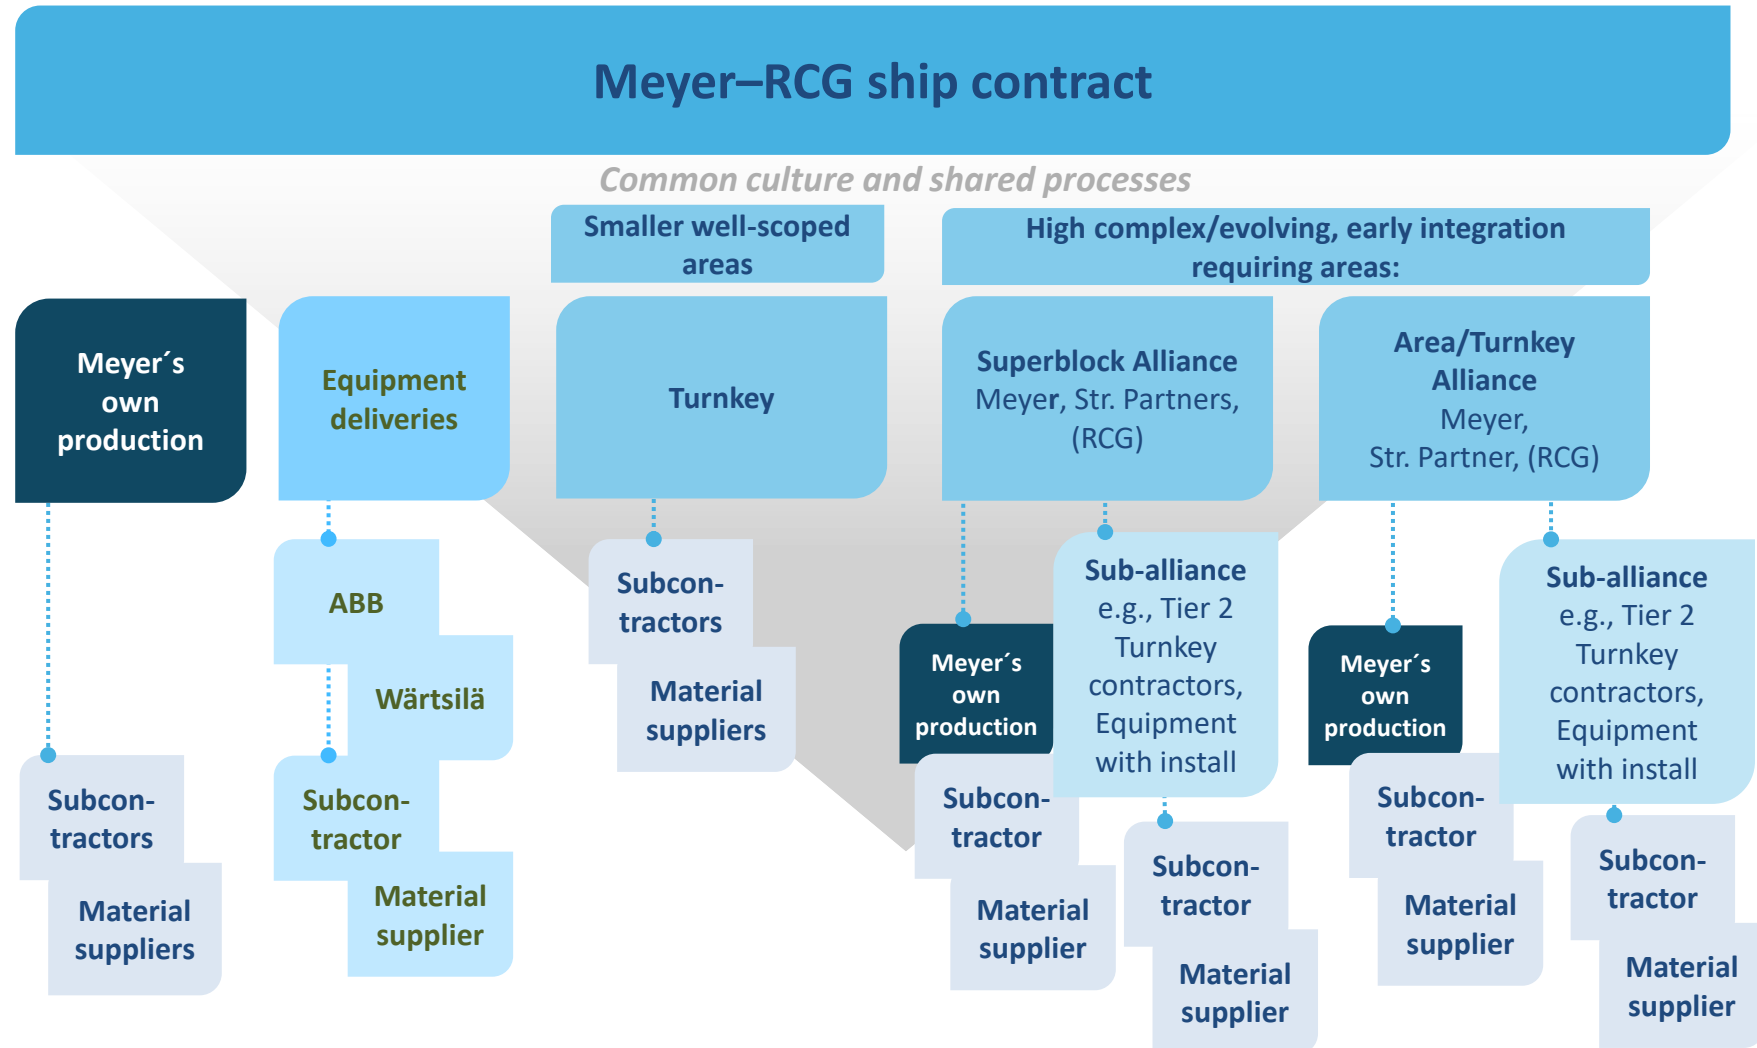 Meyer–RCG ship contract
Common culture and shared processes
Smaller well-scoped
areas
High complex/evolving, early integration
requiring areas:
Meyer´s
own
production
Equipment
deliveries
Turnkey
Superblock Alliance
Meyer, Str. Partners,
(RCG)
Area/Turnkey
Alliance
Meyer,
Str. Partner, (RCG)
Subcon-
tractors
Material
suppliers
ABB
Wärtsilä
Subcon-
tractor
Material
supplier
Subcon-
tractors
Material
suppliers
Meyer´s
own
production
Subcon-
tractor
Material
supplier
Sub-alliance
e.g., Tier 2
Turnkey
contractors,
Equipment
with install
Subcon-
tractor
Material
supplier
Meyer´s
own
production
Subcon-
tractor
Material
supplier
Sub-alliance
e.g., Tier 2
Turnkey
contractors,
Equipment
with install
Subcon-
tractor
Material
supplier